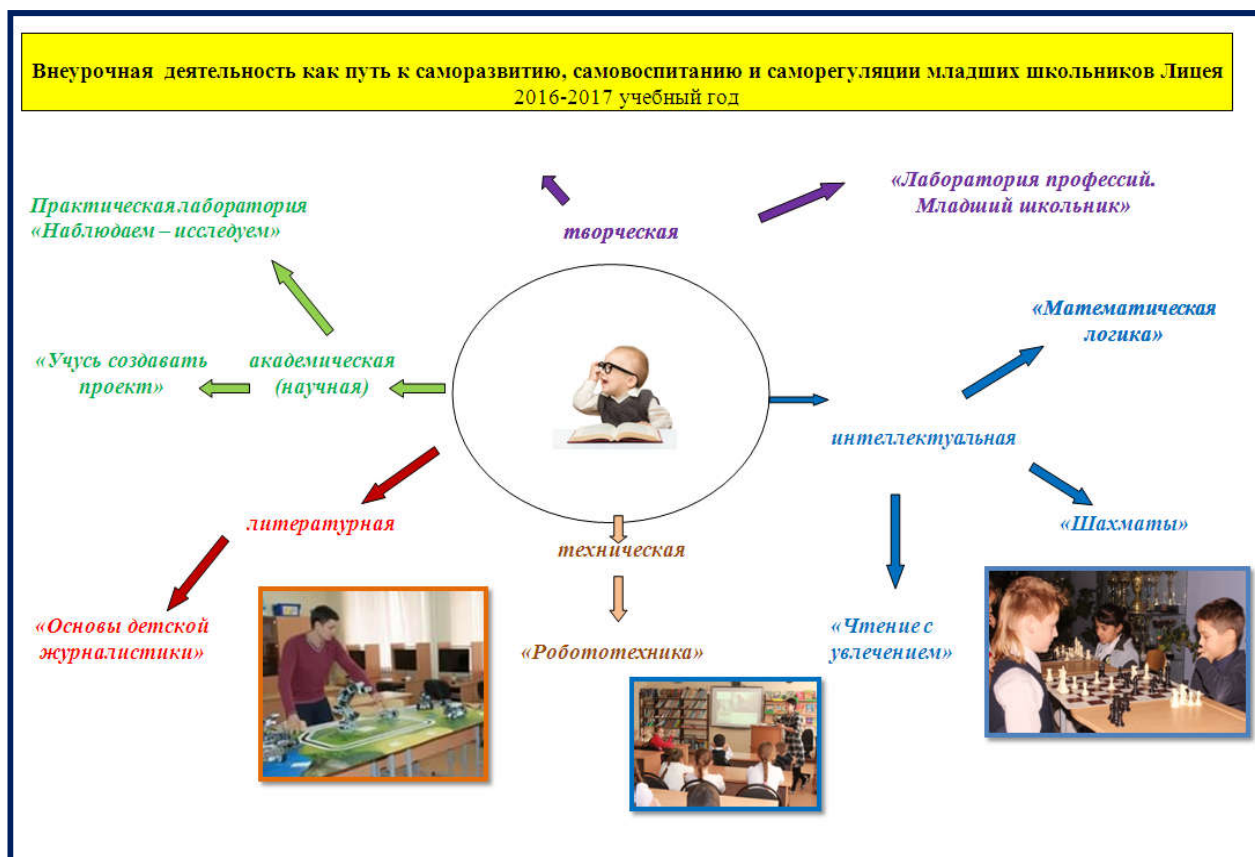 Внеурочная деятельность как путь к саморазвитию, самовоспитанию и саморегуляции младших школьников Лицея
2016-2017 учебный год
«Лаборатория профессий.
Младший школьник»
Практическая лаборатория
«Наблюдаем – исследуем»
творческая
«Математическая
логика»
«Учусь создавать
проект»
академическая
(научная)
интеллектуальная
литературная
«Шахматы»
техническая
«Основы детской
журналистики»
«Робототехника»
«Чтение с
увлечением»